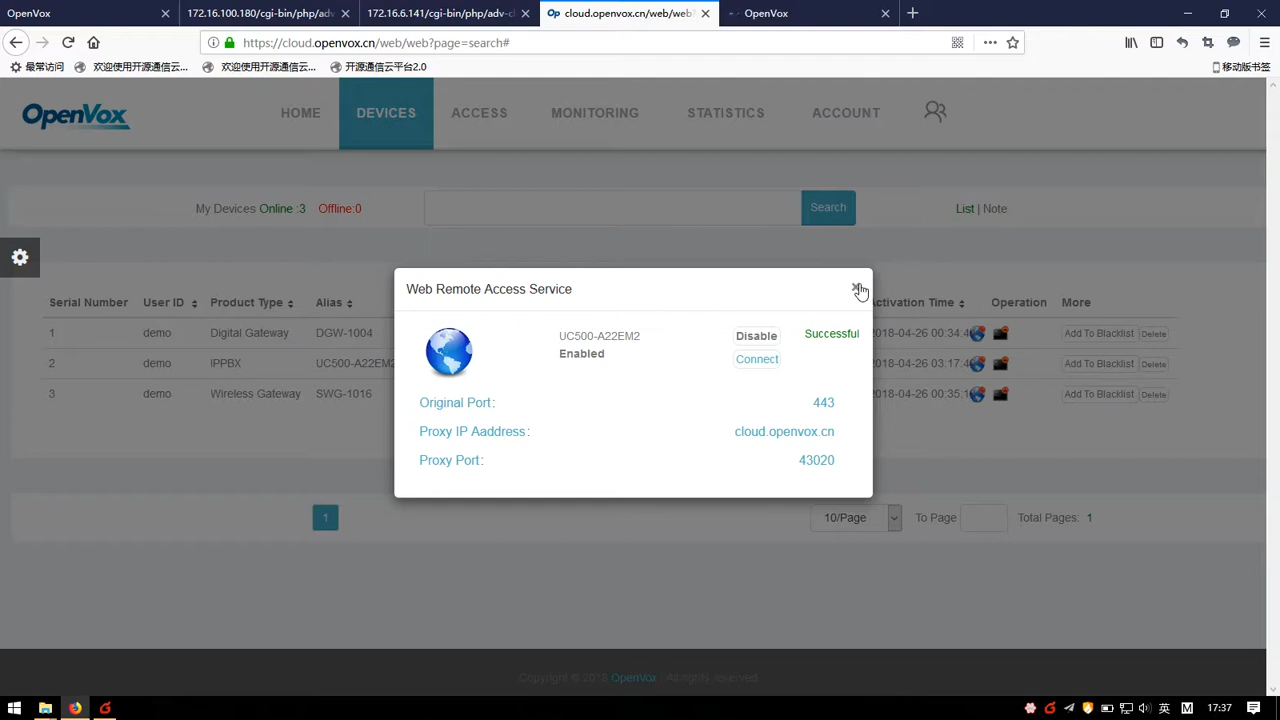 OpenVox
172.16.100.180/cgi-bin/php/adv
172.16.6.141/cgi-bin/php/adv-c
cloud.openvox.cn/web/web?
OpenVox
https://cloud.openvox.cn/web/web?page=search#
最常访问
欢迎使用开源通信云...
欢迎使用开源通信云...
开源通信云平台2.0
移动版书签
OpenVox
HOME
DEVICES
ACCESS
MONITORING
STATISTICS
ACCOUNT
My Devices Online :3 Offline:0
Search
List | Note
Web Remote Access Service
UC500-A22EM2
Enabled
Disable
Successful
Connect
Original Port:
443
Proxy IP Aaddress:
cloud.openvox.cn
Proxy Port:
43020
Serial Number User ID Product Type Alias Activation Time Operation More
1 demo Digital Gateway DGW-1004 2018-04-26 00:34:4 Add To Blacklist Delete
2 demo IPPBX UC500-A22EM2 2018-04-26 03:17:4 Add To Blacklist Delete
3 demo Wireless Gateway SWG-1016 2018-04-26 00:35:1 Add To Blacklist Delete
1
10/Page
To Page
Total Pages: 1
Copyright © 2018 OpenVox . All rights reserved
英
M
17:37